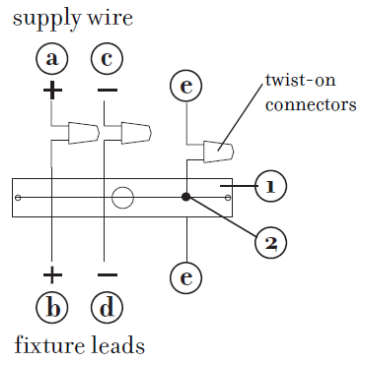 supply wire
a c
+ − e
twist-on
connectors
1
2
+ − e
b d
fixture leads